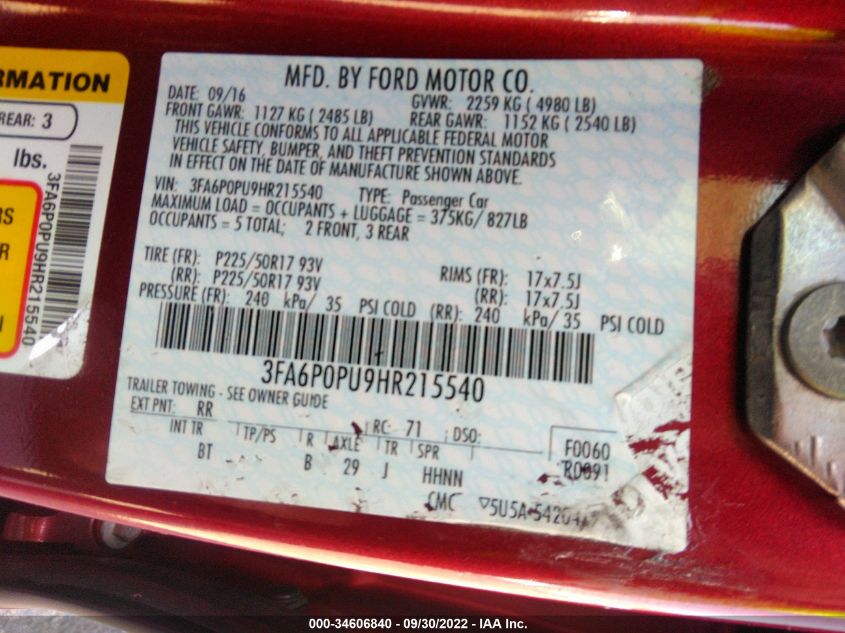 ORMATION
REAR: 3
lbs.
3FA6P0PU9HR215540
MFD. BY FORD MOTOR CO.
DATE: 09/16 GVWR: 2259 KG ( 4980 LB)
FRONT GAWR: 1127 KG ( 2485 LB) REAR GAWR: 1152 KG ( 2540 LB)
THIS VEHICLE CONFORMS TO ALL APPLICABLE FEDERAL MOTOR
VEHICLE SAFETY, BUMPER, AND THEFT PREVENTION STANDARDS
IN EFFECT ON THE DATE OF MANUFACTURE SHOWN ABOVE.
VIN: 3FA6P0PU9HR215540 TYPE: Passenger Car
MAXIMUM LOAD = OCCUPANTS + LUGGAGE = 375KG/ 827LB
OCCUPANTS = 5 TOTAL; 2 FRONT, 3 REAR
TIRE (FR): P225/50R17 93V RIMS (FR): 17x7.5J
(RR): P225/50R17 93V (RR): 17x7.5J
PRESSURE (FR): 240 kPa/ 35 PSI COLD (RR): 240 kPa/35 PSI COLD
3FA6P0PU9HR215540
TRAILER TOWING - SEE OWNER GUIDE
EXT PNT: RR RC: 71 DSO: F0060
INT TR TP/PS R AXLE TR SPR R0091
BT B 29 J HHNN
CMC ▽5U5A-54204
000-34606840 - 09/30/2022 - IAA Inc.